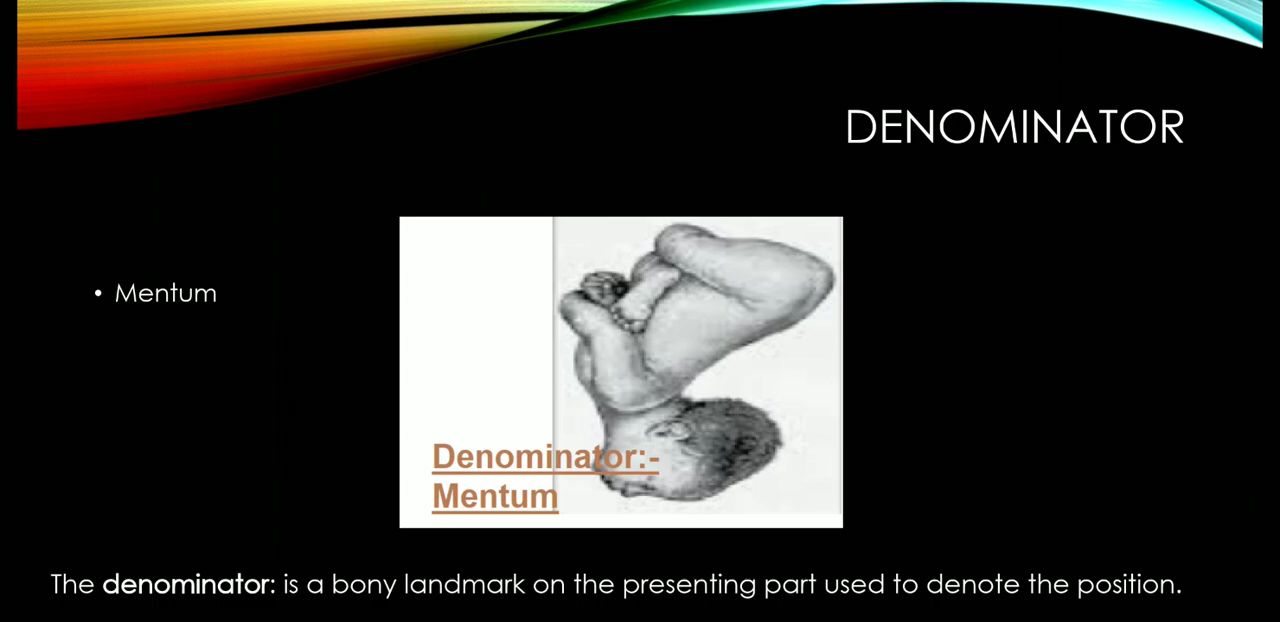 DENOMINATOR
• Mentum
Denominator:-
Mentum
The denominator: is a bony landmark on the presenting part used to denote the position.